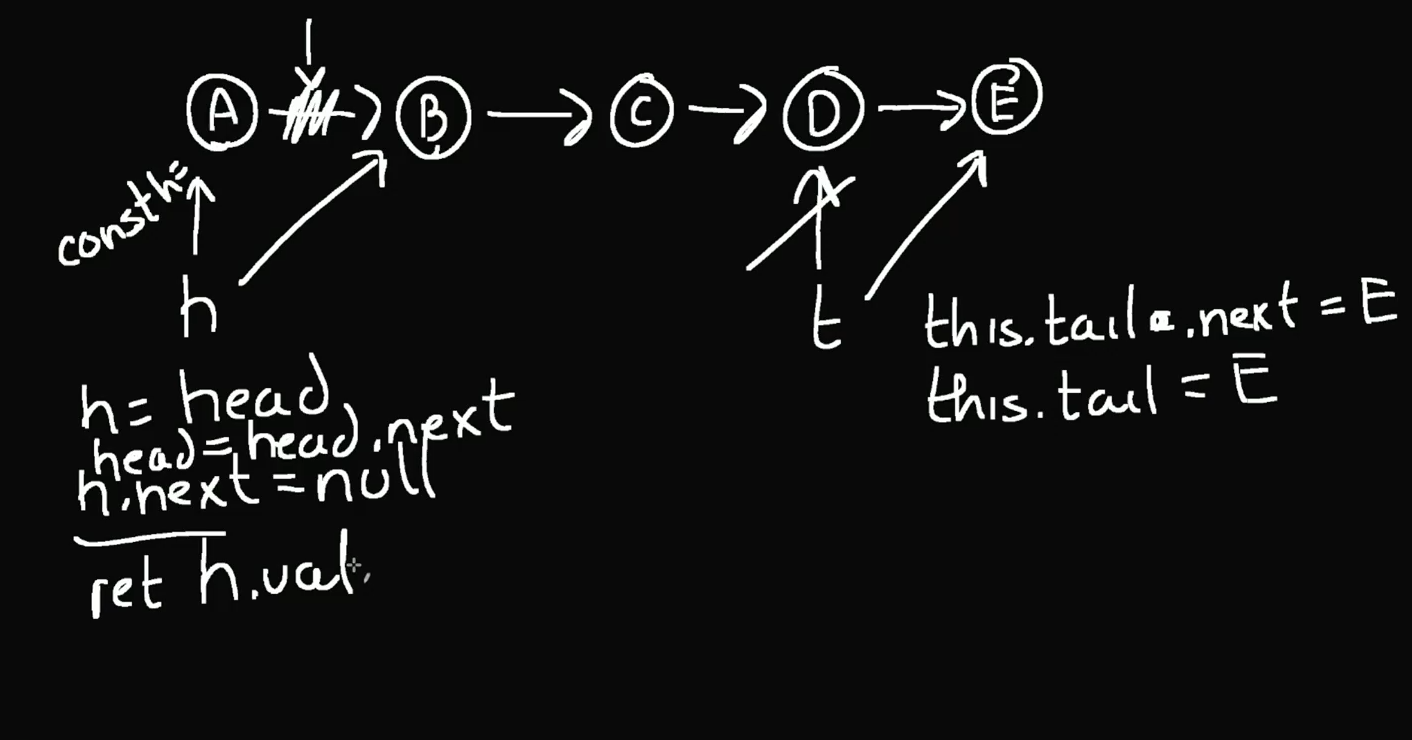 A B C D E
const h=
h
t
this.tail.next = E
this.tail = E
h = head
head = head.next
h.next = null
ret h.val